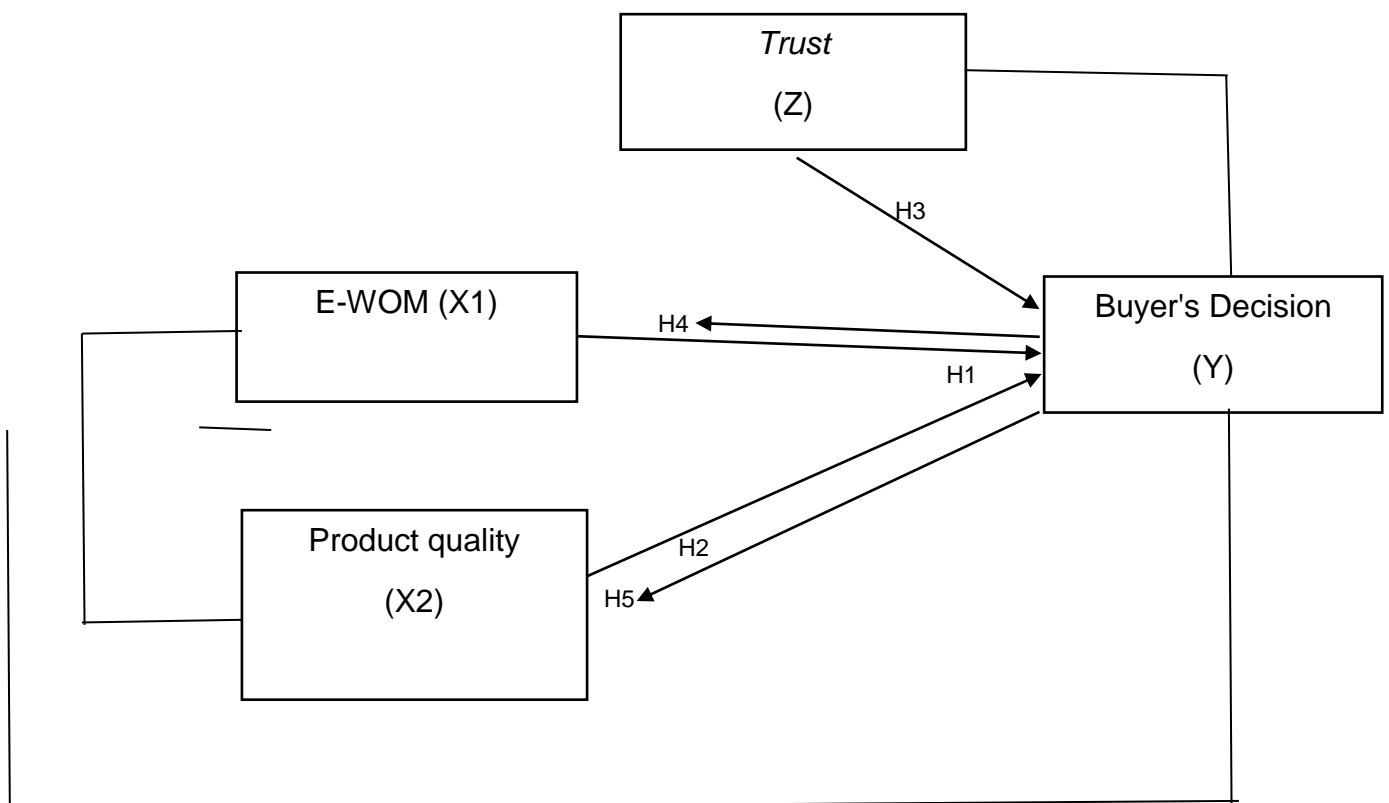 Trust
(Z)
H3
E-WOM (X1)
Buyer's Decision
(Y)
H4
H1
Product quality
(X2)
H2
H5